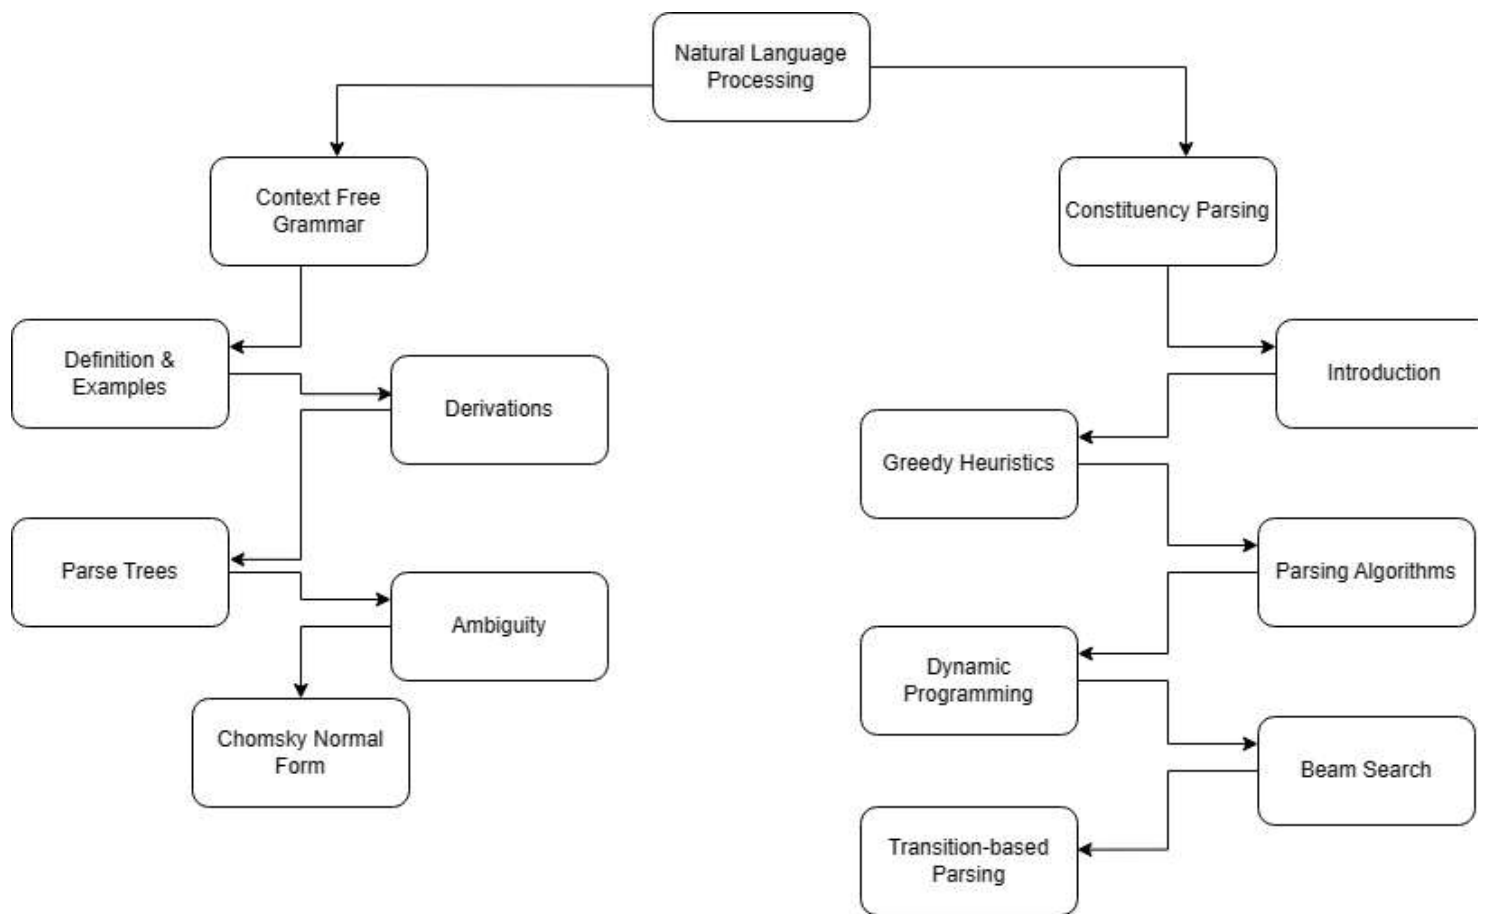 Natural Language
Processing
Context Free
Grammar
Constituency Parsing
Definition &
Examples
Derivations
Introduction
Greedy Heuristics
Parse Trees
Ambiguity
Parsing Algorithms
Chomsky Normal
Form
Dynamic
Programming
Beam Search
Transition-based
Parsing